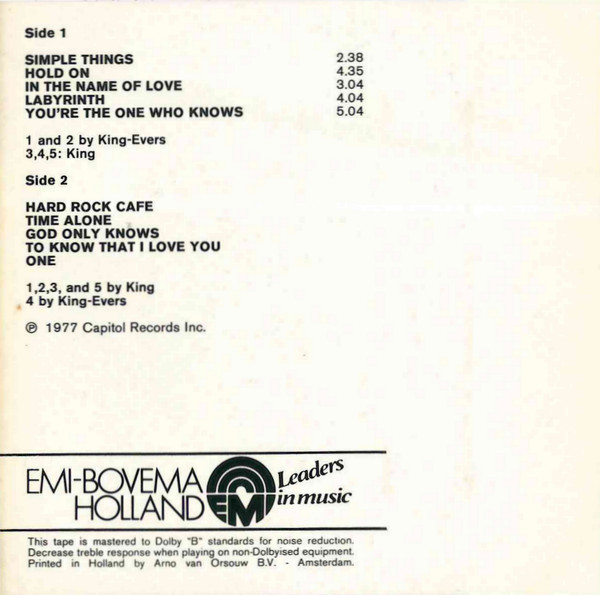 Side 1
SIMPLE THINGS 2.38
HOLD ON 4.35
IN THE NAME OF LOVE 3.04
LABYRINTH 4.04
YOU'RE THE ONE WHO KNOWS 5.04
1 and 2 by King-Evers
3,4,5: King
Side 2
HARD ROCK CAFE
TIME ALONE
GOD ONLY KNOWS
TO KNOW THAT I LOVE YOU
ONE
1,2,3, and 5 by King
4 by King-Evers
℗ 1977 Capitol Records Inc.
EMI-BOVEMA
HOLLAND
EMI
Leaders
in music
This tape is mastered to Dolby "B" standards for noise reduction.
Decrease treble response when playing on non-Dolbyised equipment.
Printed in Holland by Arno van Orsouw B.V. - Amsterdam.